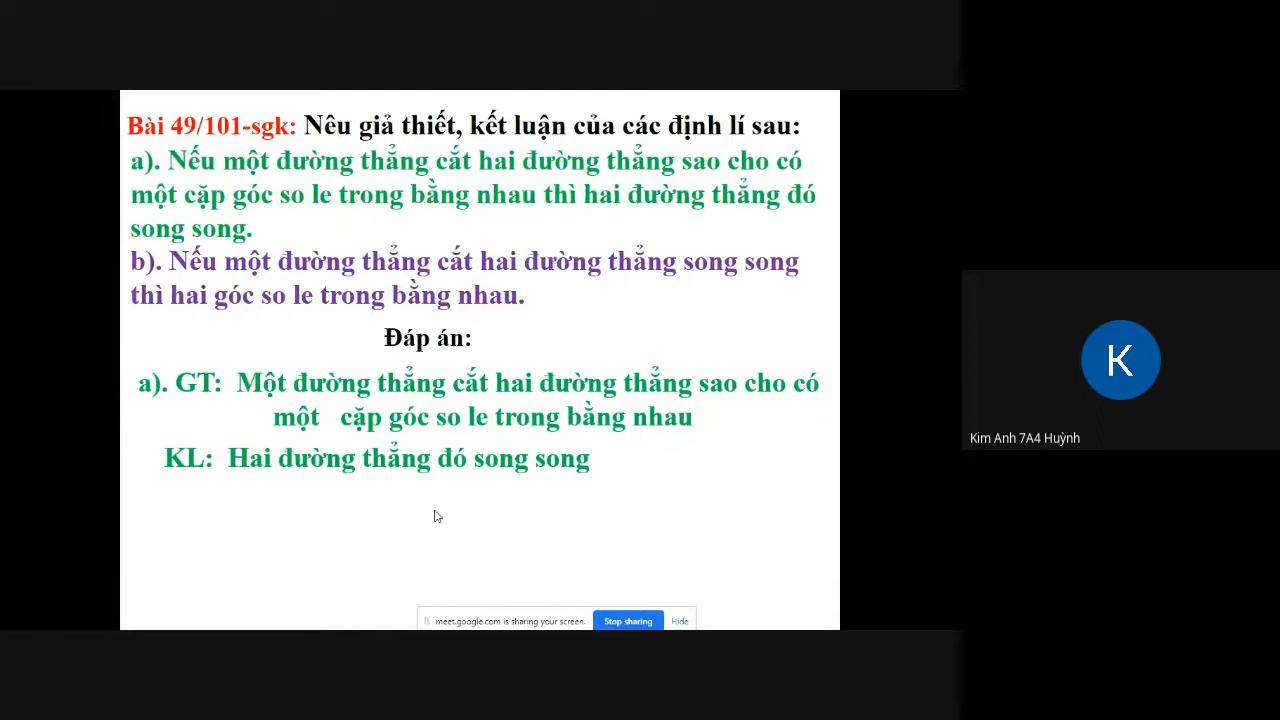 Bài 49/101-sgk: Nêu giả thiết, kết luận của các định lí sau:
a). Nếu một đường thẳng cắt hai đường thẳng sao cho có
một cặp góc so le trong bằng nhau thì hai đường thẳng đó
song song.
b). Nếu một đường thẳng cắt hai đường thẳng song song
thì hai góc so le trong bằng nhau.
Đáp án:
a). GT: Một đường thẳng cắt hai đường thẳng sao cho có
một cặp góc so le trong bằng nhau
KL: Hai đường thẳng đó song song
K
Kim Anh 7A4 Huỳnh
meet.google.com is sharing your screen. Stop sharing Hide